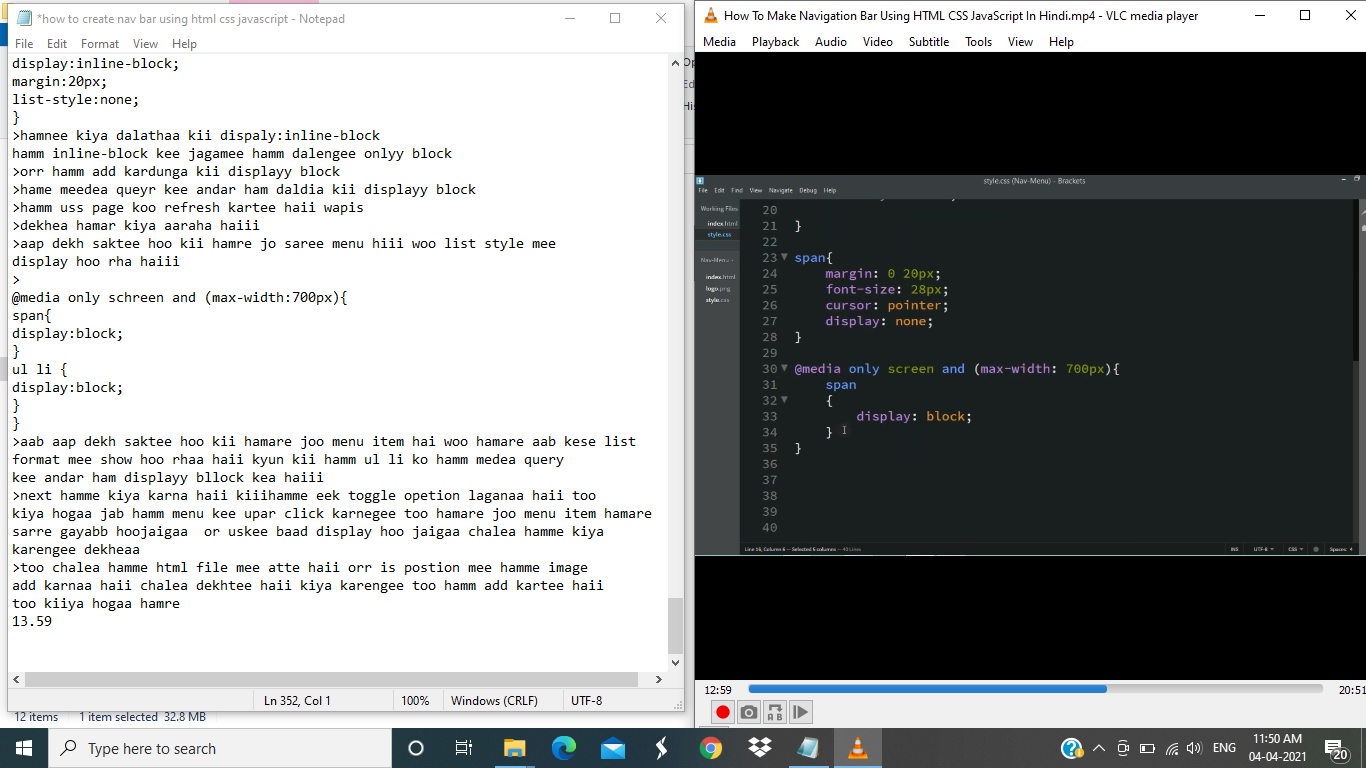 *how to create nav bar using html css javascript - Notepad
File Edit Format View Help
display:inline-block;
margin:20px;
list-style:none;
}
>hamnee kiya dalathaa kii dispaly:inline-block
hamm inline-block kee jagamee hamm dalengee onlyy block
>orr hamm add kardunga kii displayy block
>hame meedea queyr kee andar ham daldia kii displayy block
>hamm uss page koo refresh kartee haii wapis
>dekhea hamar kiya aaraha haiii
>aap dekh saktee hoo kii hamre jo saree menu hiii woo list style mee
display hoo rha haiii
>
@media only schreen and (max-width:700px){
span{
display:block;
}
ul li {
display:block;
}
}
>aab aap dekh saktee hoo kii hamare joo menu item hai woo hamare aab kese list
format mee show hoo rhaa haii kyun kii hamm ul li ko hamm medea query
kee andar ham displayy bllock kea haiii
>next hamme kiya karna haii kiiihamme eek toggle opetion laganaa haii too
kiya hogaa jab hamm menu kee upar click karnegee too hamare joo menu item hamare
sarre gayabb hoojaigaa  or uskee baad display hoo jaigaa chalea hamme kiya
karengee dekheaa
>too chalea hamme html file mee atte haii orr is postion mee hamme image
add karnaa haii chalea dekhtee haii kiya karengee too hamm add kartee haii
too kiiya hogaa hamre
13.59
Ln 352, Col 1 100% Windows (CRLF) UTF-8
12 items 1 item selected 32.8 MB
How To Make Navigation Bar Using HTML CSS JavaScript In Hindi.mp4 - VLC media player
Media Playback Audio Video Subtitle Tools View Help
style.css (Nav-Menu) - Brackets
File Edit Find View Navigate Debug Help
Working Files
index.html
style.css
Nav-Menu
index.html
logo.png
style.css
20
21 }
22
23 span{
24 margin: 0 20px;
25 font-size: 28px;
26 cursor: pointer;
27 display: none;
28 }
29
30 @media only screen and (max-width: 700px){
31 span
32 {
33 display: block;
34 }
35 }
36
37
38
39
40
Line 16, Column 6 — Selected 5 columns — 40 Lines
INS UTF-8 CSS Spaces: 4
12:59 20:51
A B
Type here to search
ENG
11:50 AM
04-04-2021
20